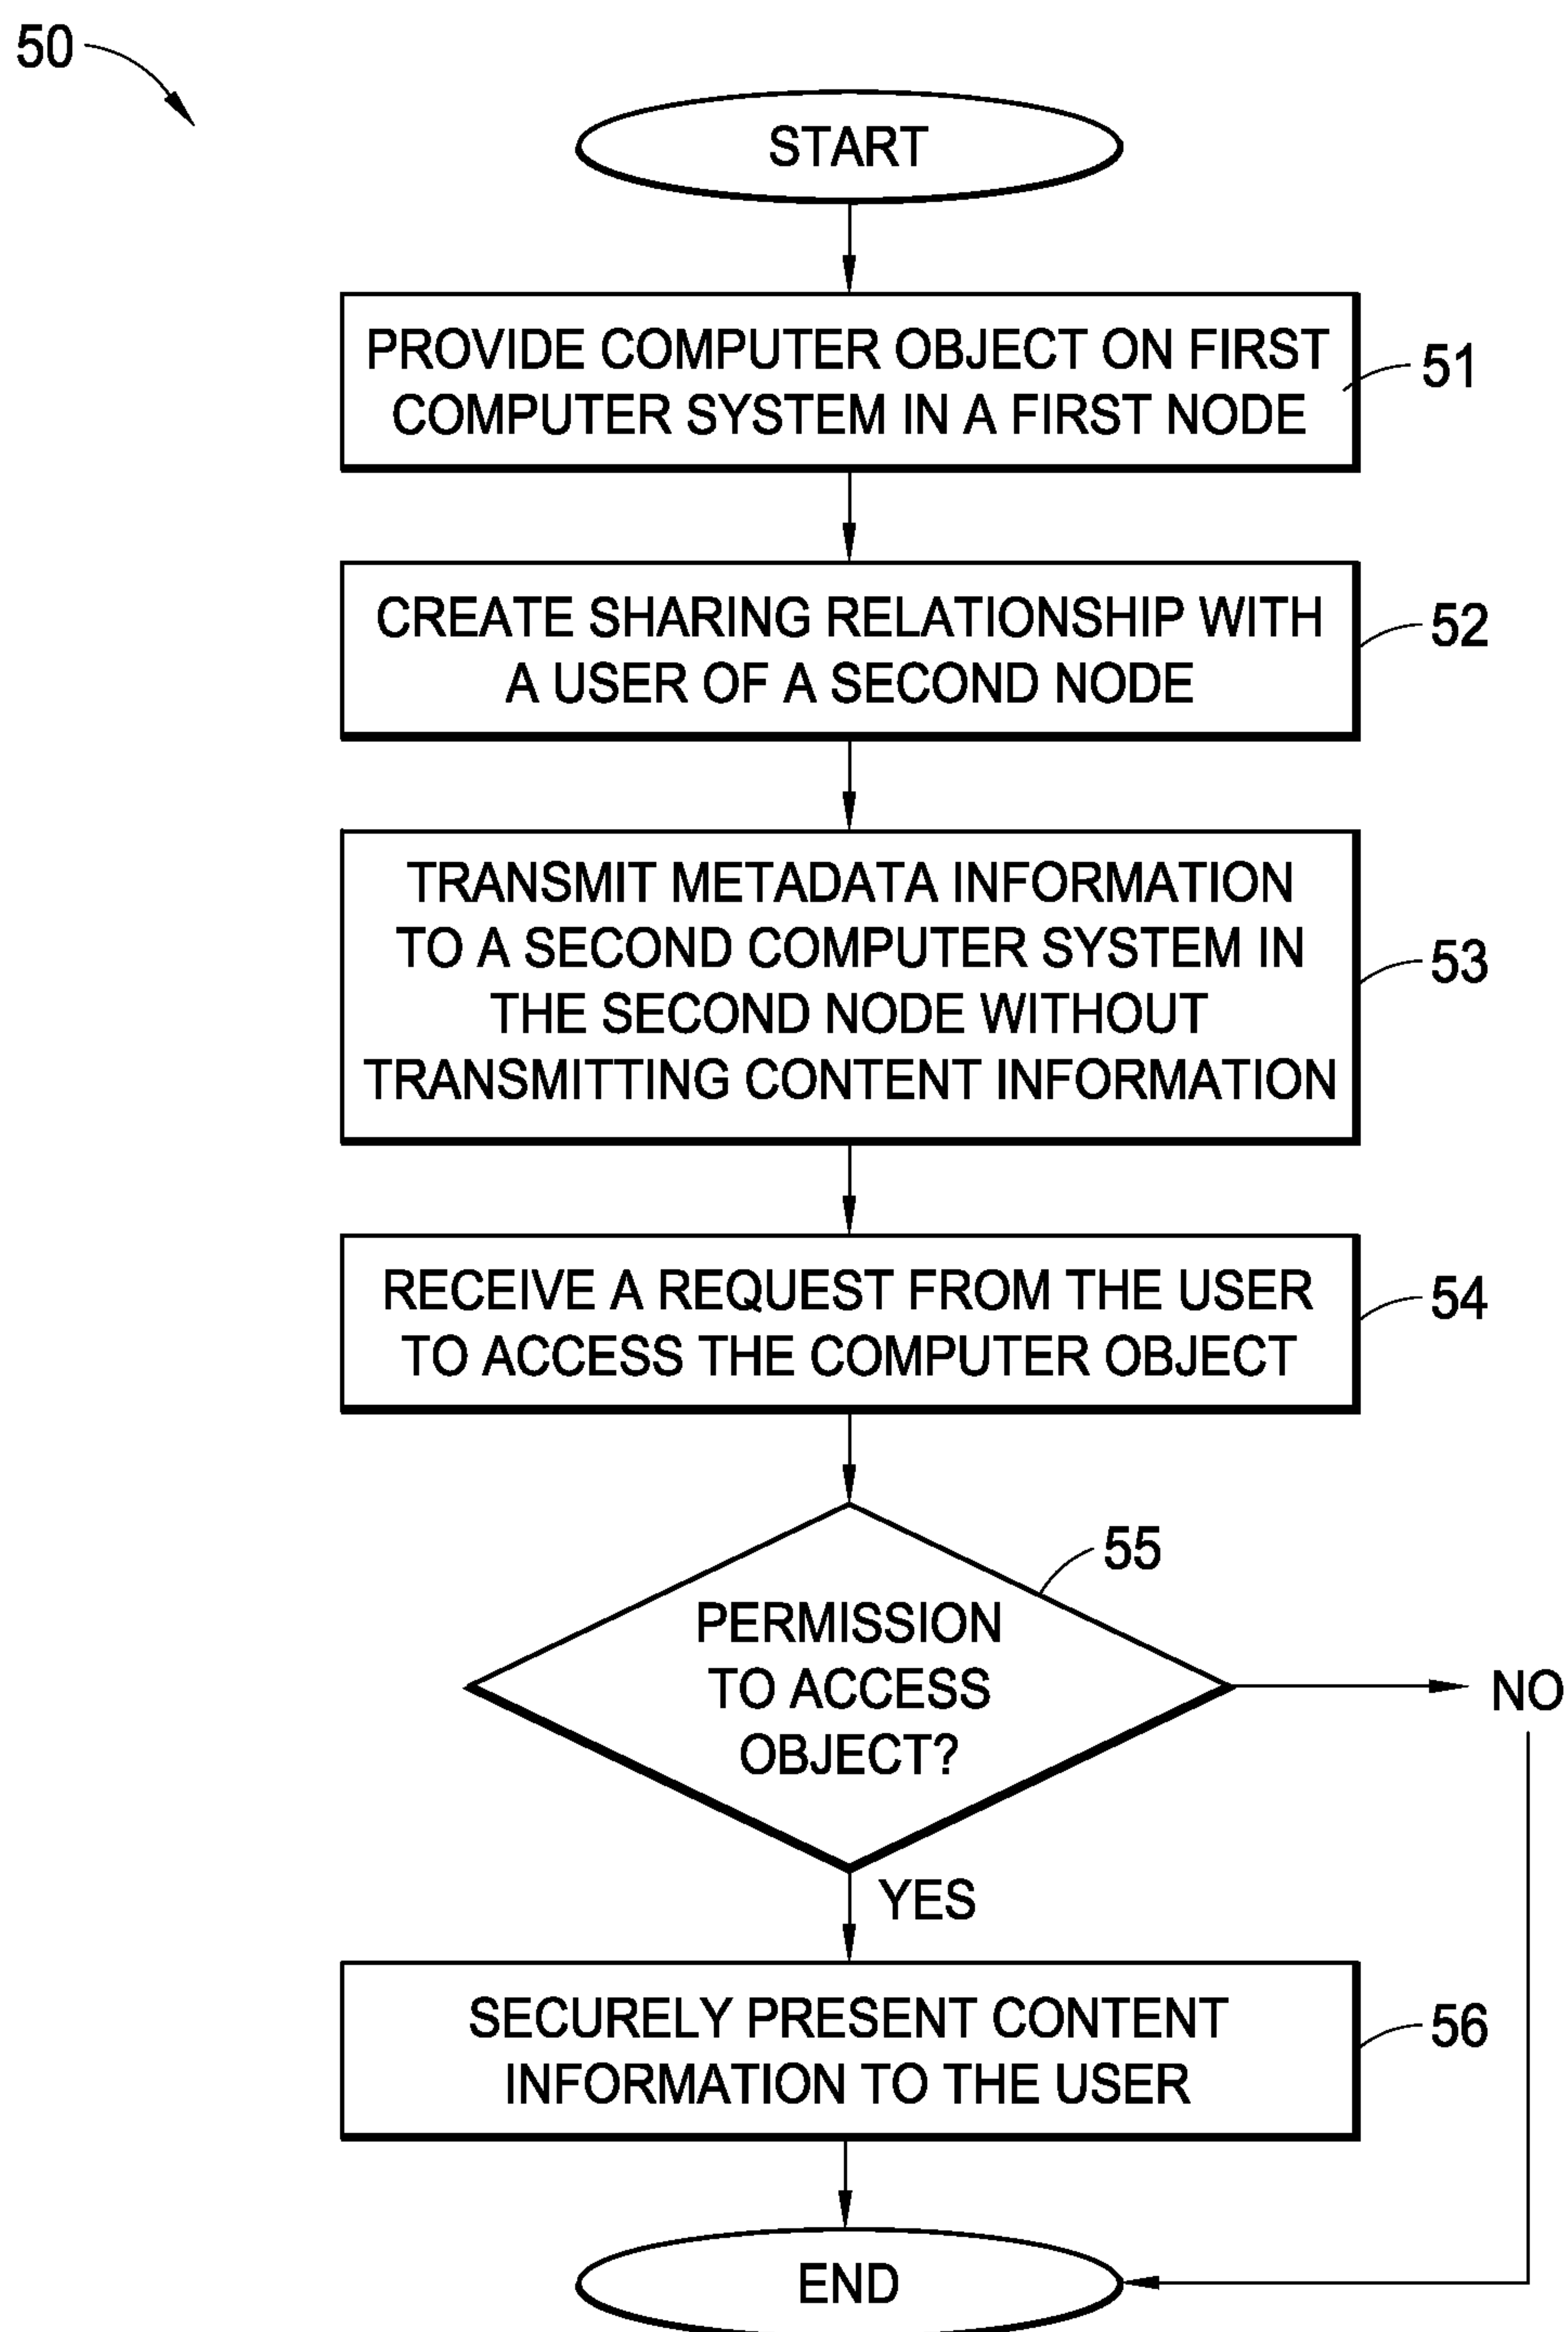 50
START
PROVIDE COMPUTER OBJECT ON FIRST
COMPUTER SYSTEM IN A FIRST NODE
51
CREATE SHARING RELATIONSHIP WITH
A USER OF A SECOND NODE
52
TRANSMIT METADATA INFORMATION
TO A SECOND COMPUTER SYSTEM IN
THE SECOND NODE WITHOUT
TRANSMITTING CONTENT INFORMATION
53
RECEIVE A REQUEST FROM THE USER
TO ACCESS THE COMPUTER OBJECT
54
55
PERMISSION
TO ACCESS
OBJECT?
NO
YES
SECURELY PRESENT CONTENT
INFORMATION TO THE USER
56
END